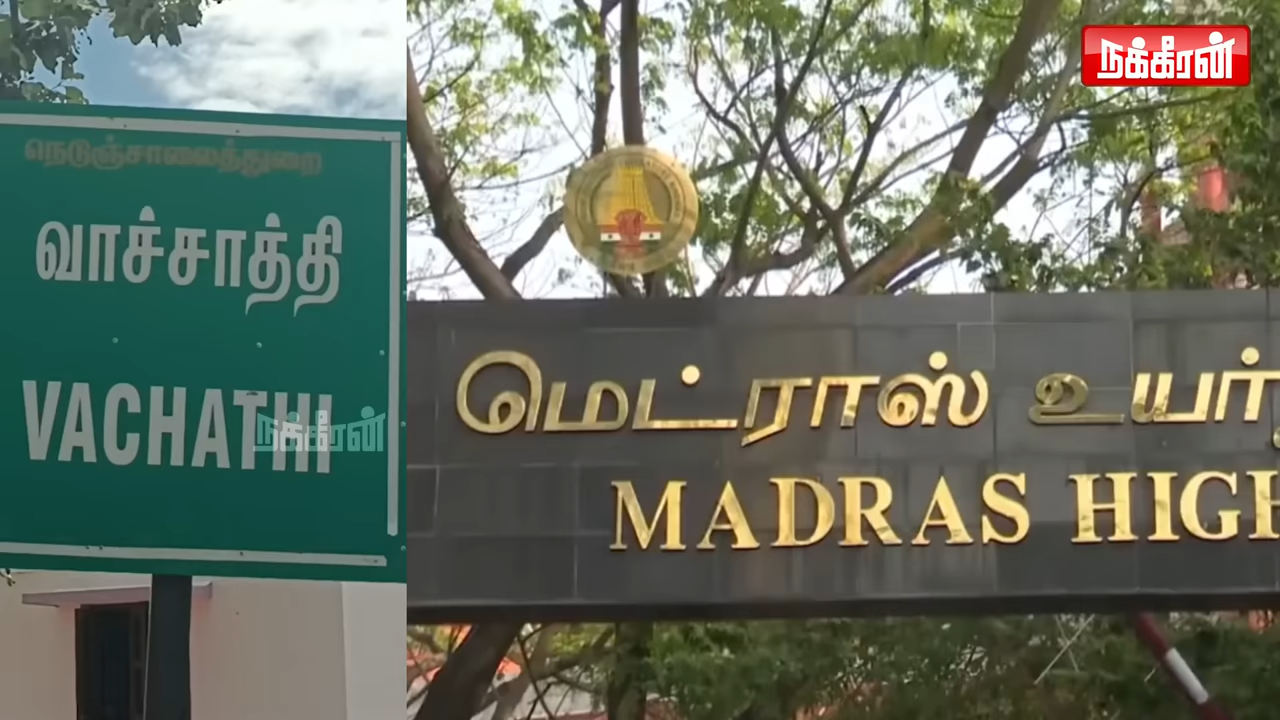 நெடுஞ்சாலைத்துறை
வாச்சாத்தி
VACHATHI
நக்கீரன்
நக்கீரன்
மெட்ராஸ் உயர்
MADRAS HIGH